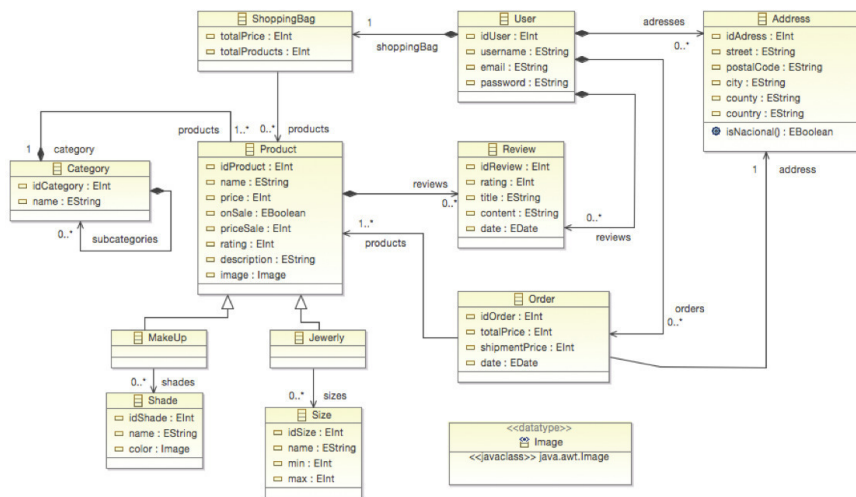 ShoppingBag
totalPrice : EInt
totalProducts : EInt
1
shoppingBag
User
idUser : EInt
username : EString
email : EString
password : EString
adresses
0..*
Address
idAdress : EInt
street : EString
postalCode : EString
city : EString
county : EString
country : EString
isNacional() : EBoolean
1
address
products
1..*
0..*
products
1
category
Category
idCategory : EInt
name : EString
0..*
subcategories
Product
idProduct : EInt
name : EString
price : EInt
onSale : EBoolean
priceSale : EInt
rating : EInt
description : EString
image : Image
reviews
0..*
Review
idReview : EInt
rating : EInt
title : EString
content : EString
date : EDate
0..*
reviews
1..*
products
Order
idOrder : EInt
totalPrice : EInt
shipmentPrice : EInt
date : EDate
orders
0..*
MakeUp
Jewerly
0..*
shades
0..*
sizes
Shade
idShade : EInt
name : EString
color : Image
Size
idSize : EInt
name : EString
min : EInt
max : EInt
<<datatype>>
Image
<<javaclass>> java.awt.Image